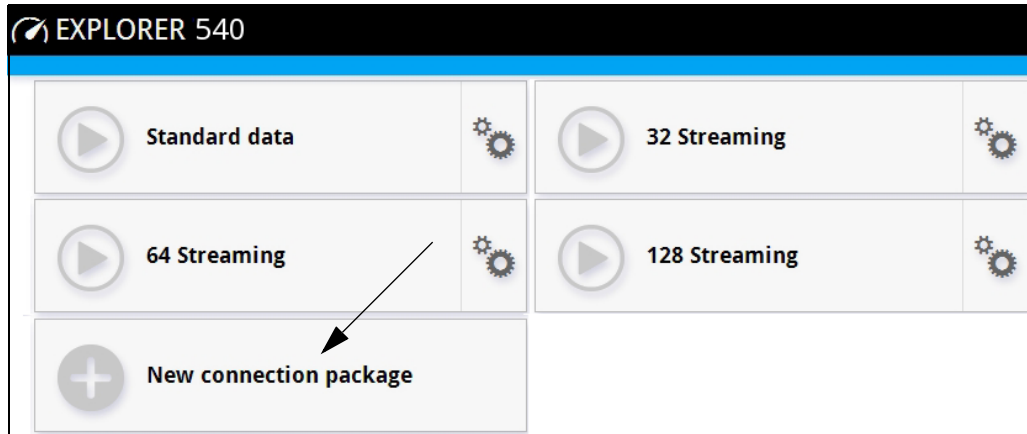 EXPLORER 540
Standard data
32 Streaming
64 Streaming
128 Streaming
New connection package